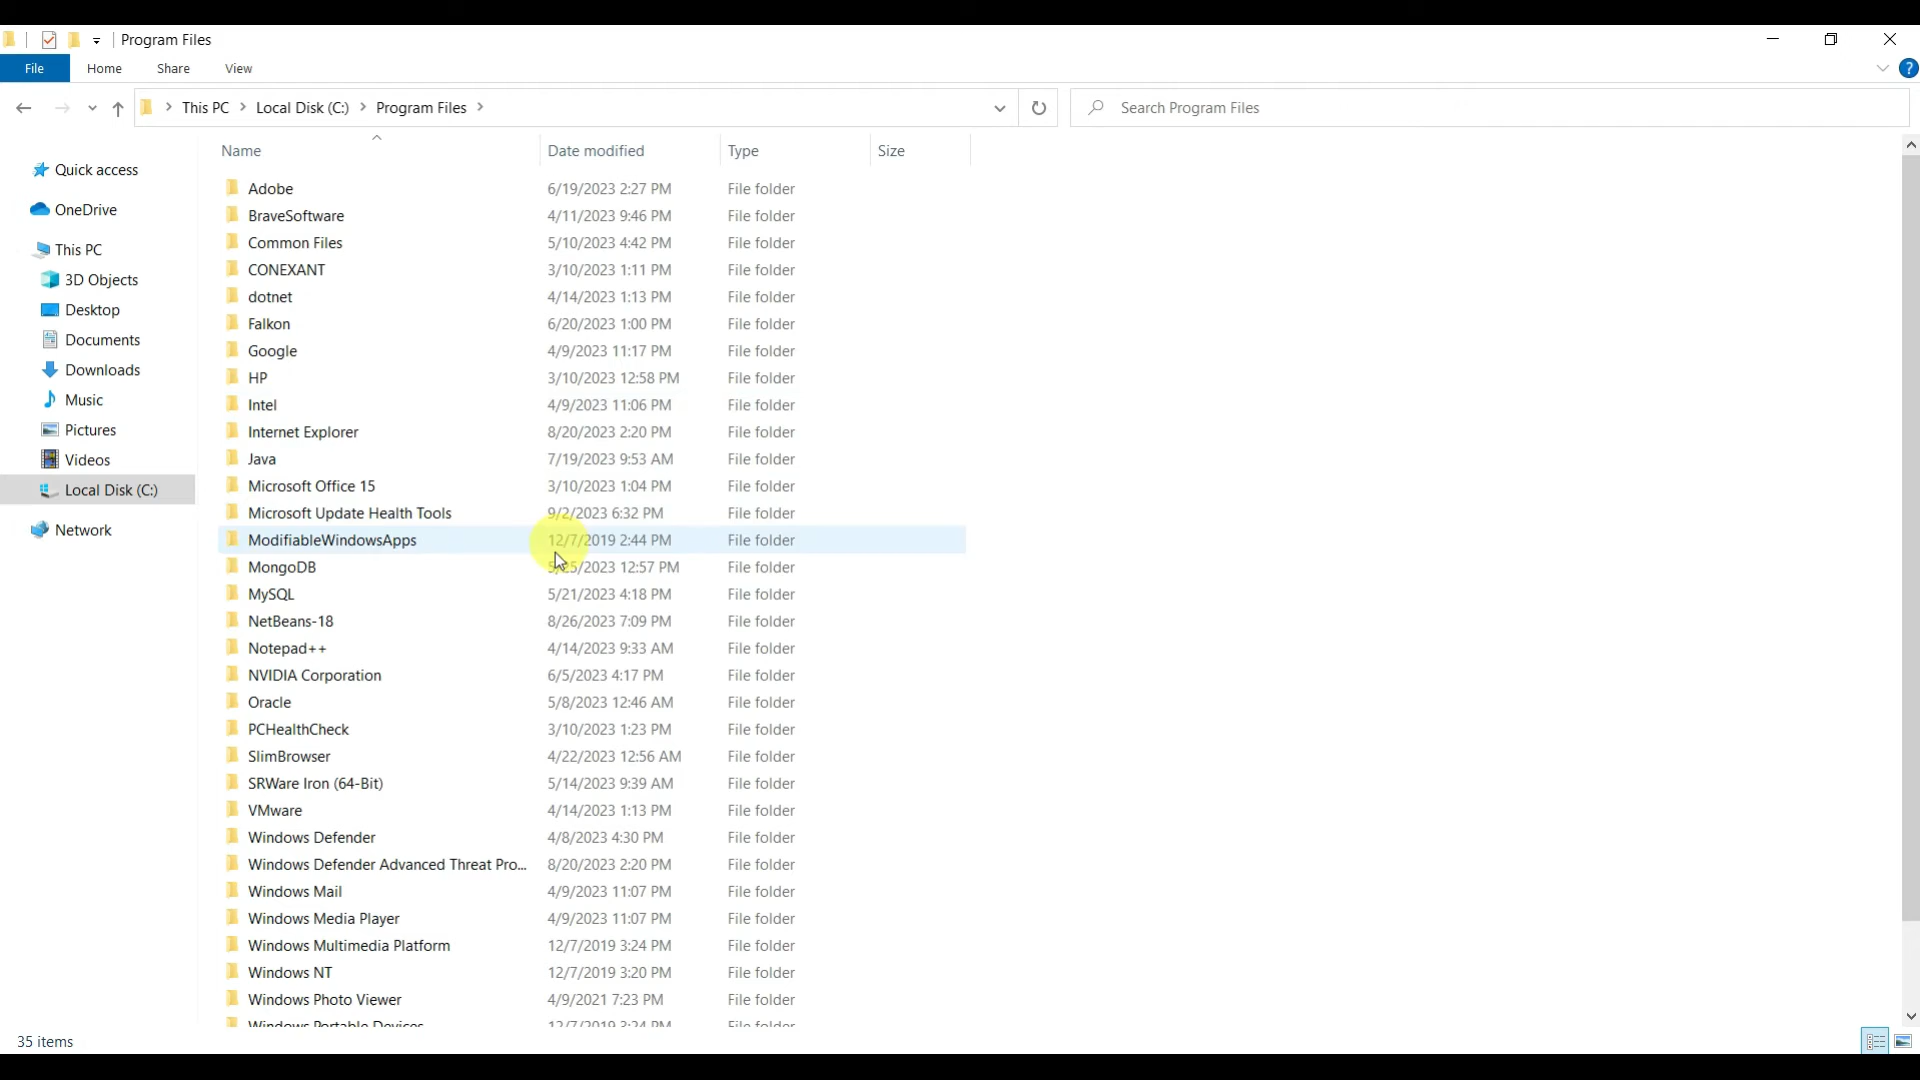 Program Files
File Home Share View
This PC Local Disk (C:) Program Files
Search Program Files
Name Date modified Type Size
Quick access
OneDrive
This PC
3D Objects
Desktop
Documents
Downloads
Music
Pictures
Videos
Local Disk (C:)
Network
Adobe 6/19/2023 2:27 PM File folder
BraveSoftware 4/11/2023 9:46 PM File folder
Common Files 5/10/2023 4:42 PM File folder
CONEXANT 3/10/2023 1:11 PM File folder
dotnet 4/14/2023 1:13 PM File folder
Falkon 6/20/2023 1:00 PM File folder
Google 4/9/2023 11:17 PM File folder
HP 3/10/2023 12:58 PM File folder
Intel 4/9/2023 11:06 PM File folder
Internet Explorer 8/20/2023 2:20 PM File folder
Java 7/19/2023 9:53 AM File folder
Microsoft Office 15 3/10/2023 1:04 PM File folder
Microsoft Update Health Tools 9/2/2023 6:32 PM File folder
ModifiableWindowsApps 12/7/2019 2:44 PM File folder
MongoDB 5/25/2023 12:57 PM File folder
MySQL 5/21/2023 4:18 PM File folder
NetBeans-18 8/26/2023 7:09 PM File folder
Notepad++ 4/14/2023 9:33 AM File folder
NVIDIA Corporation 6/5/2023 4:17 PM File folder
Oracle 5/8/2023 12:46 AM File folder
PCHealthCheck 3/10/2023 1:23 PM File folder
SlimBrowser 4/22/2023 12:56 AM File folder
SRWare Iron (64-Bit) 5/14/2023 9:39 AM File folder
VMware 4/14/2023 1:13 PM File folder
Windows Defender 4/8/2023 4:30 PM File folder
Windows Defender Advanced Threat Pro... 8/20/2023 2:20 PM File folder
Windows Mail 4/9/2023 11:07 PM File folder
Windows Media Player 4/9/2023 11:07 PM File folder
Windows Multimedia Platform 12/7/2019 3:24 PM File folder
Windows NT 12/7/2019 3:20 PM File folder
Windows Photo Viewer 4/9/2021 7:23 PM File folder
Windows Portable Devices 12/7/2019 3:24 PM File folder
35 items